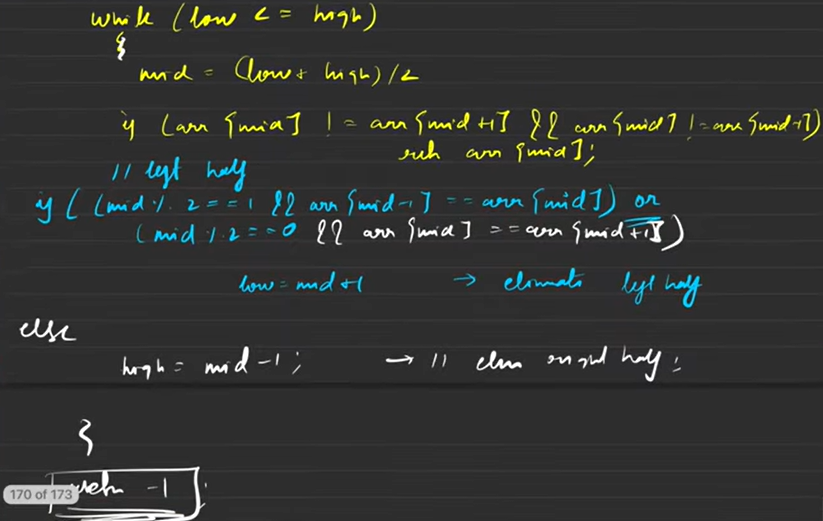 while (low <= high)
{
mid = (low + high)/2
if (arr[mid] != arr[mid+1] && arr[mid] != arr[mid-1])
retn arr[mid];
// left half
if ( (mid % 2 == 1 && arr[mid-1] == arr[mid]) or
(mid % 2 == 0 && arr[mid] == arr[mid+1])
low = mid+1 → eliminate left half
else
high = mid-1; → // elim right half;
}
retn -1;
170 of 173